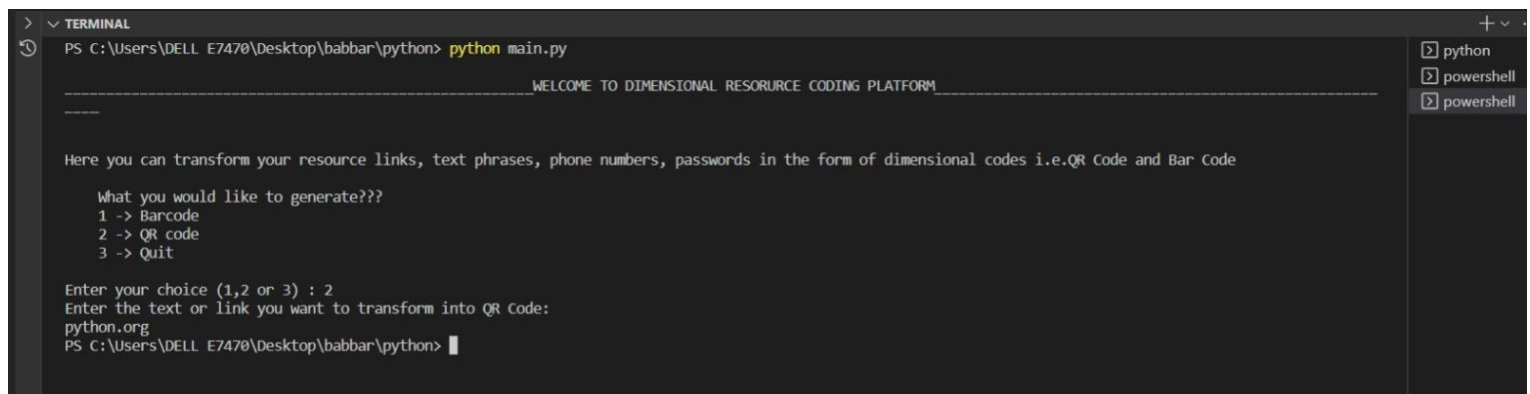 TERMINAL
PS C:\Users\DELL E7470\Desktop\babbar\python> python main.py
________________________________________________________WELCOME TO DIMENSIONAL RESORURCE CODING PLATFORM_____________________________________________________
____
Here you can transform your resource links, text phrases, phone numbers, passwords in the form of dimensional codes i.e.QR Code and Bar Code
What you would like to generate???
1 -> Barcode
2 -> QR code
3 -> Quit
Enter your choice (1,2 or 3) : 2
Enter the text or link you want to transform into QR Code:
python.org
PS C:\Users\DELL E7470\Desktop\babbar\python>
python
powershell
powershell